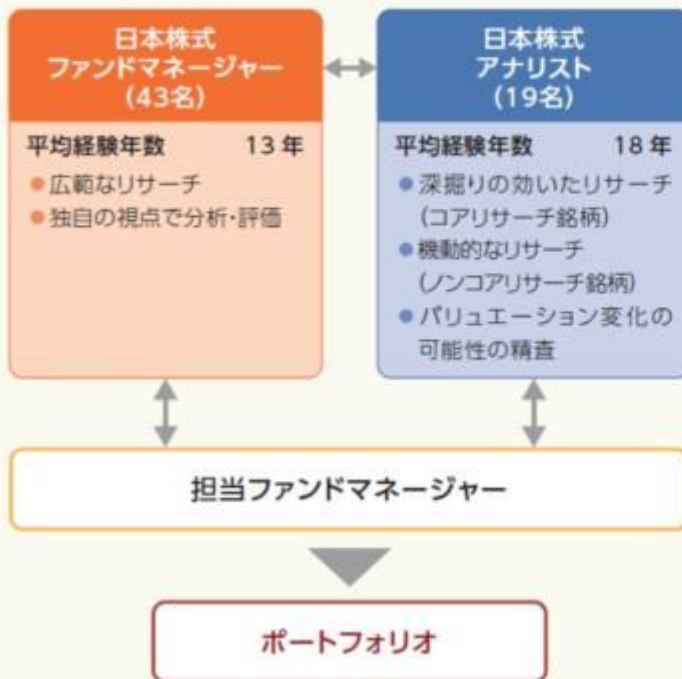 日本株式
ファンドマネージャー
(43名)
平均経験年数 13年
●広範なリサーチ
●独自の視点で分析・評価
日本株式
アナリスト
(19名)
平均経験年数 18年
●深掘りの効いたリサーチ
(コアリサーチ銘柄)
●機動的なリサーチ
(ノンコアリサーチ銘柄)
●バリュエーション変化の
可能性の精査
担当ファンドマネージャー
ポートフォリオ